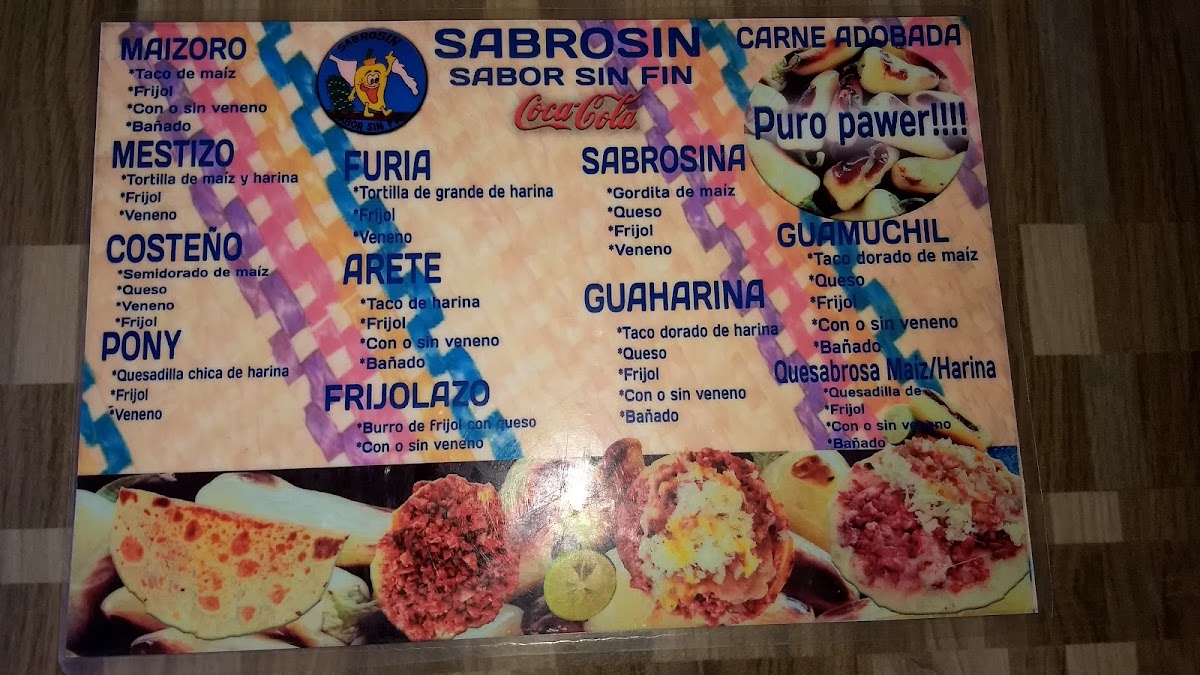 SABROSIN
SABOR SIN FIN
Coca-Cola
SABROSIN
SABOR SIN
CARNE ADOBADA
Puro pawer!!!!
MAIZORO
*Taco de maíz
*Frijol
*Con o sin veneno
*Bañado
MESTIZO
*Tortilla de maíz y harina
*Frijol
*Veneno
COSTEÑO
*Semidorado de maíz
*Queso
*Veneno
*Frijol
PONY
*Quesadilla chica de harina
*Frijol
*Veneno
FURIA
*Tortilla de grande de harina
*Frijol
*Veneno
ARETE
*Taco de harina
*Frijol
*Con o sin veneno
*Bañado
FRIJOLAZO
*Burro de frijol con queso
*Con o sin veneno
SABROSINA
*Gordita de maíz
*Queso
*Frijol
*Veneno
GUAHARINA
*Taco dorado de harina
*Queso
*Frijol
*Con o sin veneno
*Bañado
GUAMUCHIL
*Taco dorado de maíz
*Queso
*Frijol
*Con o sin veneno
*Bañado
Quesabrosa Maíz/Harina
*Quesadilla de
*Frijol
*Con o sin veneno
*Bañado